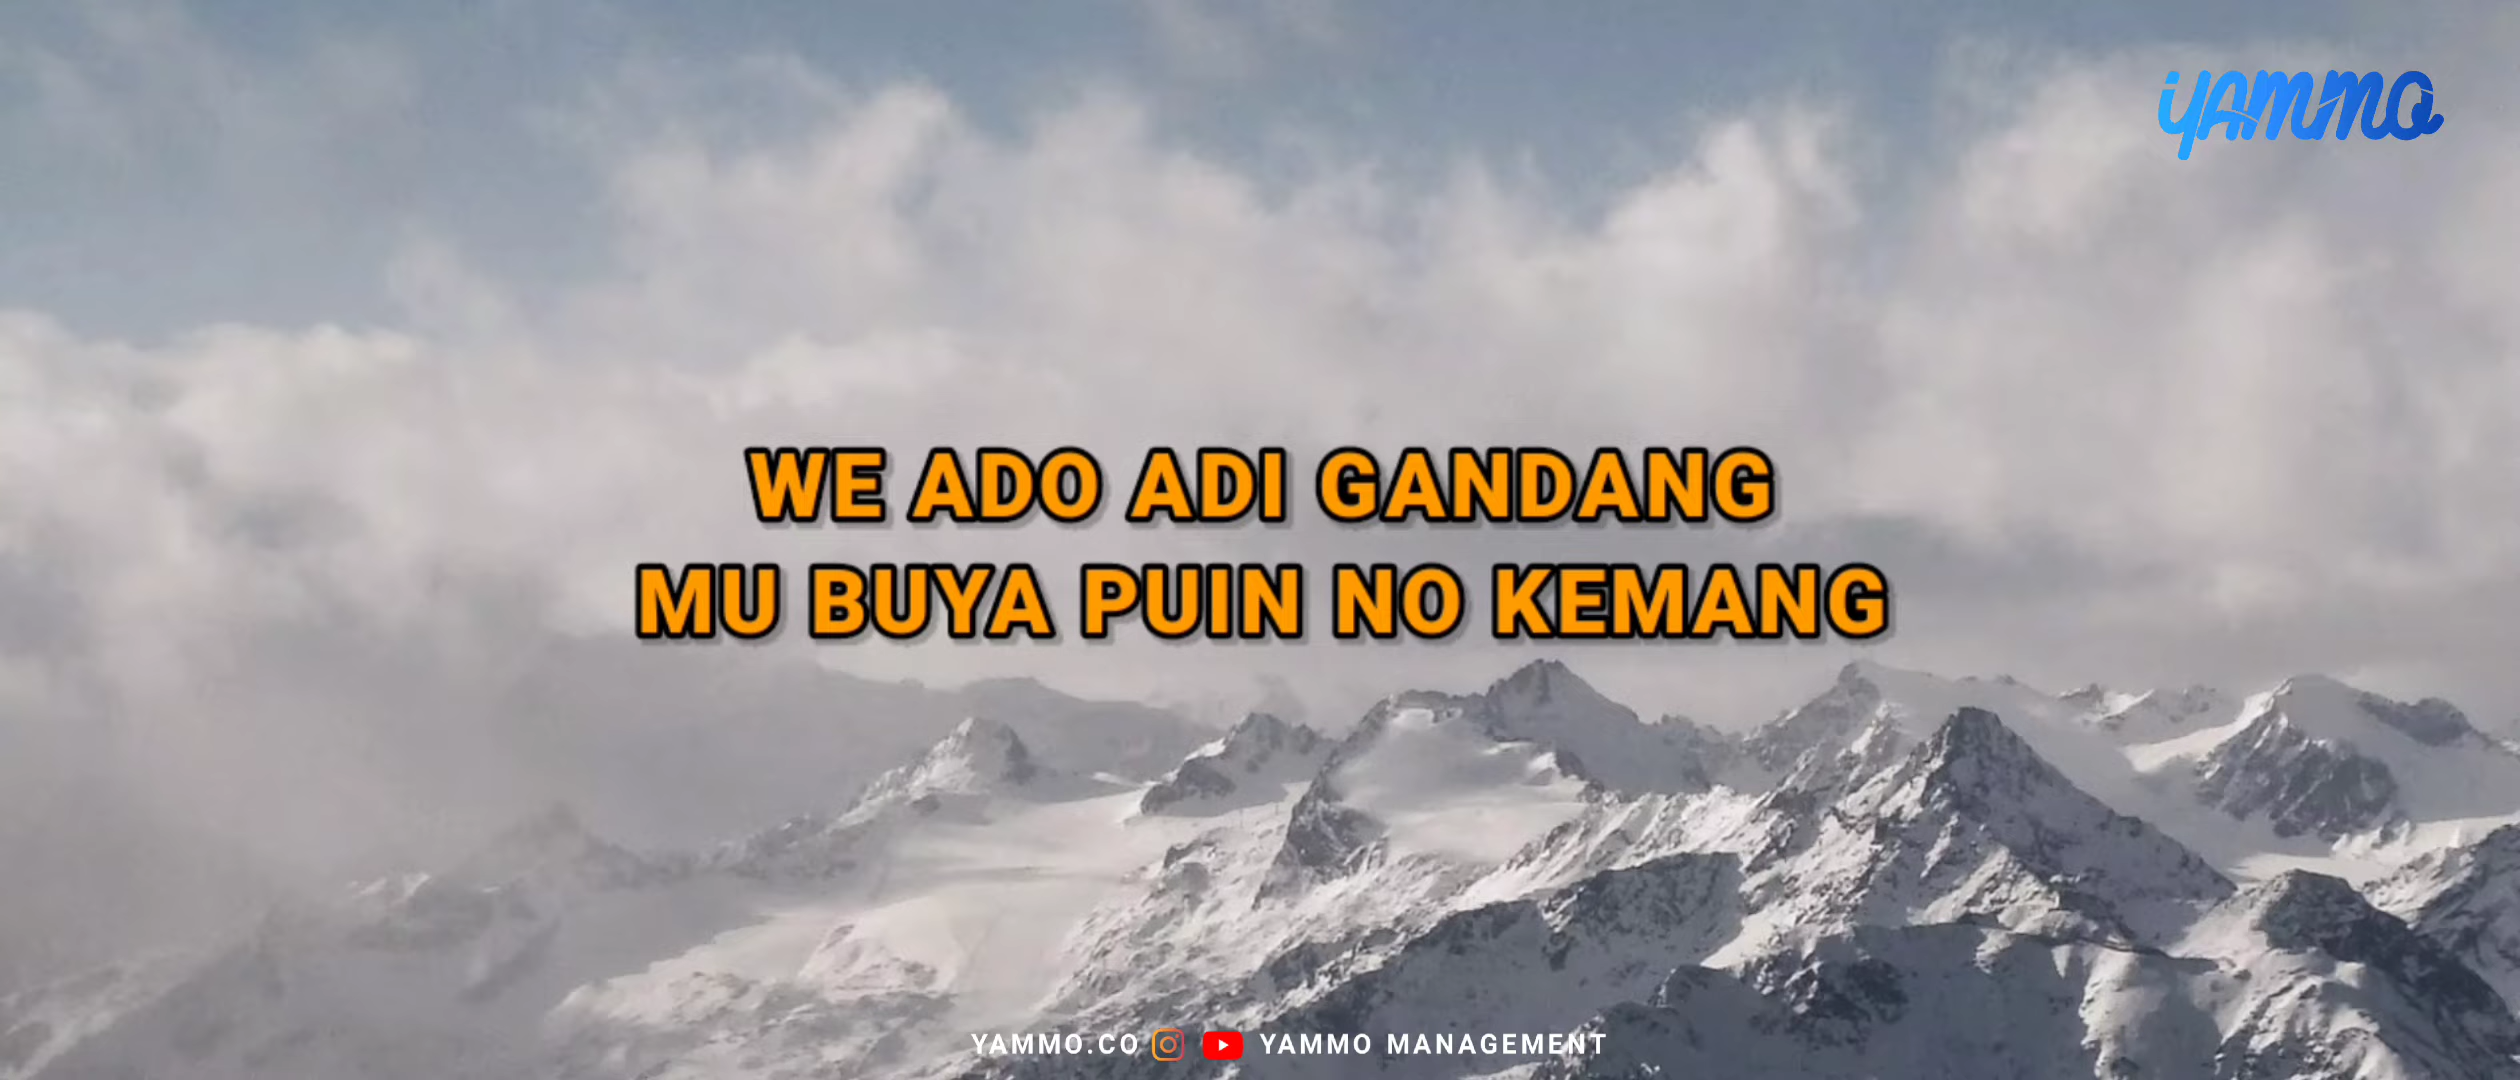 YAMMO
WE ADO ADI GANDANG
MU BUYA PUIN NO KEMANG
YAMMO.CO YAMMO MANAGEMENT